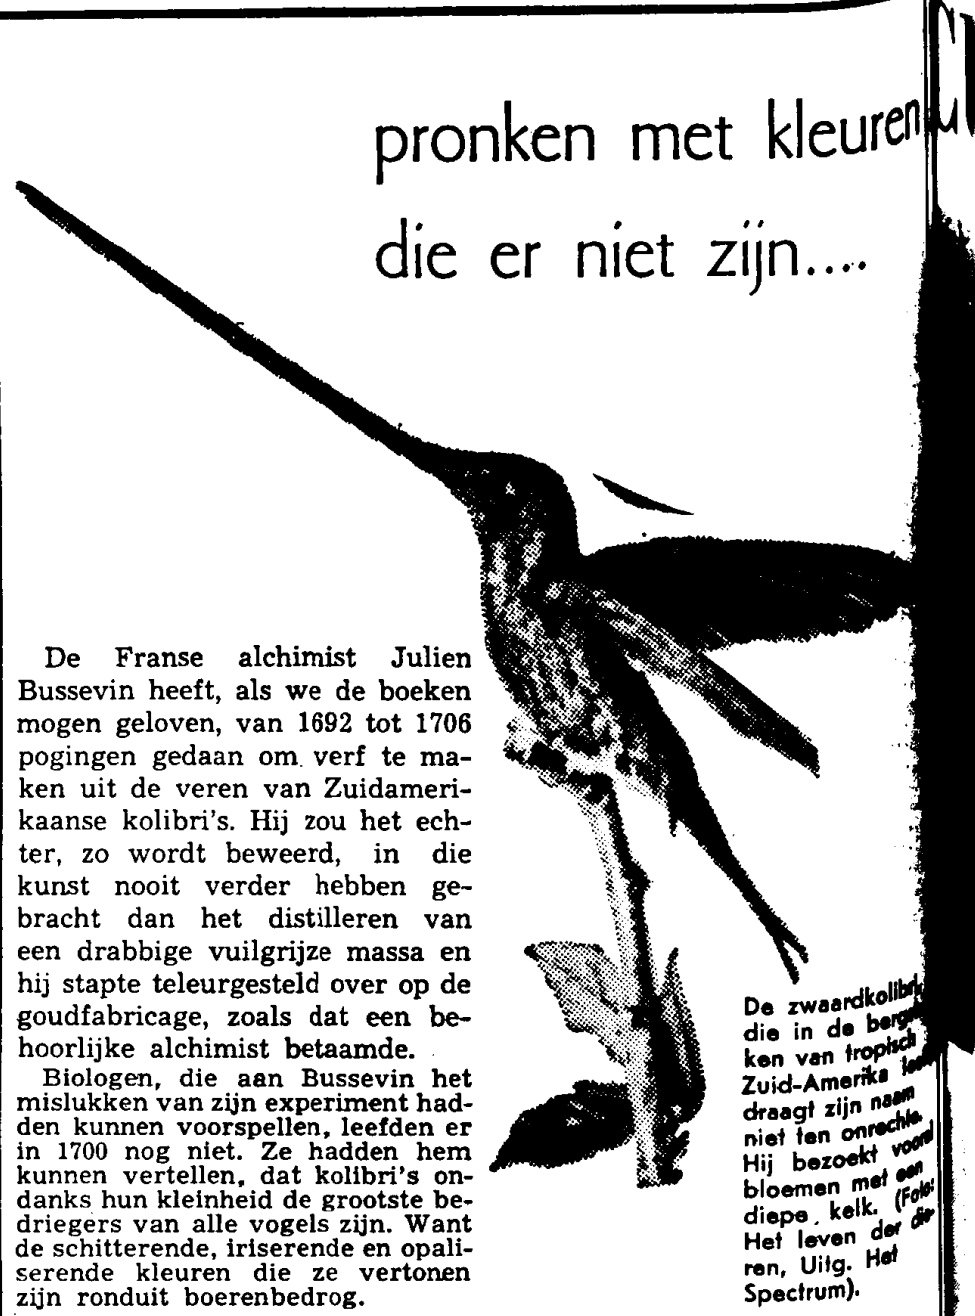 pronken met kleuren
die er niet zijn....
De Franse alchimist Julien
Bussevin heeft, als we de boeken
mogen geloven, van 1692 tot 1706
pogingen gedaan om verf te ma-
ken uit de veren van Zuidameri-
kaanse kolibri's. Hij zou het ech-
ter, zo wordt beweerd, in die
kunst nooit verder hebben ge-
bracht dan het distilleren van
een drabbige vuilgrijze massa en
hij stapte teleurgesteld over op de
goudfabricage, zoals dat een be-
hoorlijke alchimist betaamde.
Biologen, die aan Bussevin het
mislukken van zijn experiment had-
den kunnen voorspellen, leefden er
in 1700 nog niet. Ze hadden hem
kunnen vertellen, dat kolibri's on-
danks hun kleinheid de grootste be-
driegers van alle vogels zijn. Want
de schitterende, iriserende en opali-
serende kleuren die ze vertonen
zijn ronduit boerenbedrog.
De zwaardkolibri,
die in de
ken van tropisch
Zuid-Amerika
draagt zijn naam
niet ten onrechte.
Hij bezoekt vooral
bloemen met een
diepe kelk. (Foto:
Het leven der die-
ren, Uitg. Het
Spectrum).